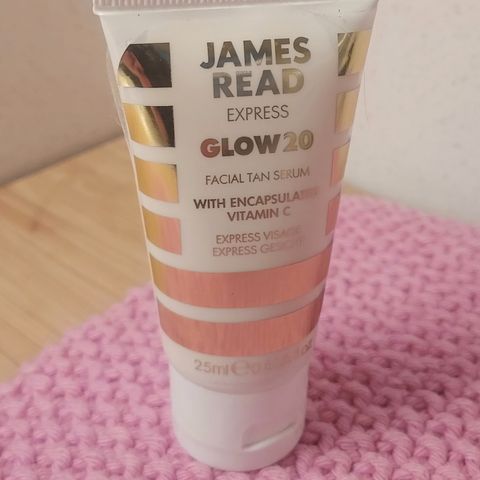 JAMES
READ
EXPRESS
GLOW20
FACIAL TAN SERUM
WITH ENCAPSULATED
VITAMIN C
EXPRESS VISAGE
EXPRESS GESICHT
25ml e